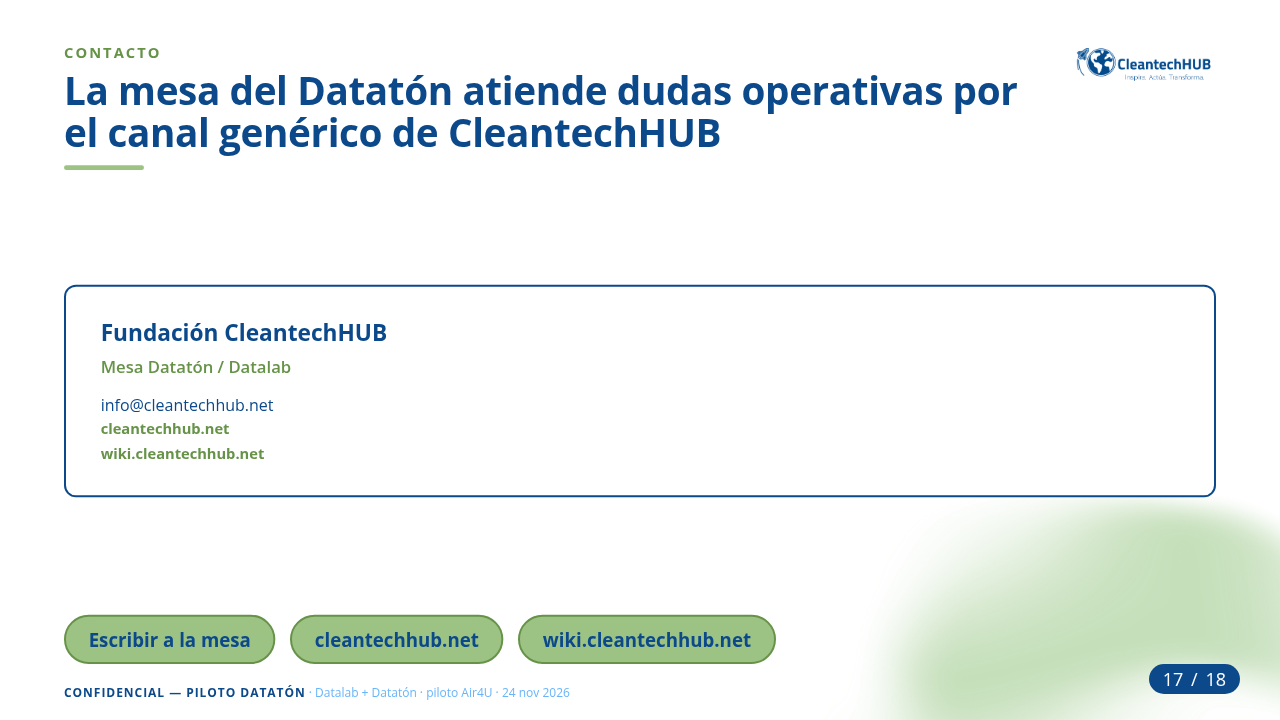 CONTACTO
La mesa del Datatón atiende dudas operativas por
el canal genérico de CleantechHUB
CleantechHUB
Inspira. Actúa. Transforma.
Fundación CleantechHUB
Mesa Datatón / Datalab
info@cleantechhub.net
cleantechhub.net
wiki.cleantechhub.net
Escribir a la mesa
cleantechhub.net
wiki.cleantechhub.net
CONFIDENCIAL — PILOTO DATATÓN · Datalab + Datatón · piloto Air4U · 24 nov 2026
17 / 18